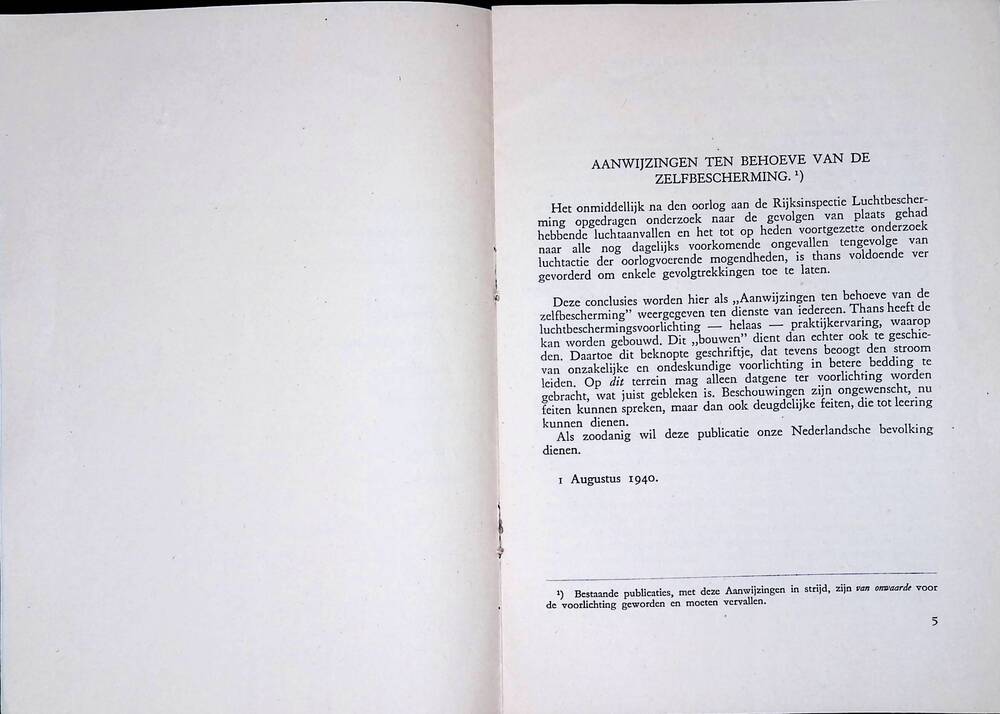 AANWIJZINGEN TEN BEHOEVE VAN DE
ZELFBESCHERMING. ¹)
Het onmiddellijk na den oorlog aan de Rijksinspectie Luchtbescher-
ming opgedragen onderzoek naar de gevolgen van plaats gehad
hebbende luchtaanvallen en het tot op heden voortgezette onderzoek
naar alle nog dagelijks voorkomende ongevallen tengevolge van
luchtactie der oorlogvoerende mogendheden, is thans voldoende ver
gevorderd om enkele gevolgtrekkingen toe te laten.
Deze conclusies worden hier als „Aanwijzingen ten behoeve van de
zelfbescherming” weergegeven ten dienste van iedereen. Thans heeft de
luchtbeschermingsvoorlichting — helaas — praktijkervaring, waarop
kan worden gebouwd. Dit „bouwen” dient dan echter ook te geschie-
den. Daartoe dit beknopte geschriftje, dat tevens beoogt den stroom
van onzakelijke en ondeskundige voorlichting in betere bedding te
leiden. Op dit terrein mag alleen datgene ter voorlichting worden
gebracht, wat juist gebleken is. Beschouwingen zijn ongewenscht, nu
feiten kunnen spreken, maar dan ook deugdelijke feiten, die tot leering
kunnen dienen.
Als zoodanig wil deze publicatie onze Nederlandsche bevolking
dienen.
1 Augustus 1940.
¹) Bestaande publicaties, met deze Aanwijzingen in strijd, zijn van onwaarde voor
de voorlichting geworden en moeten vervallen.
5